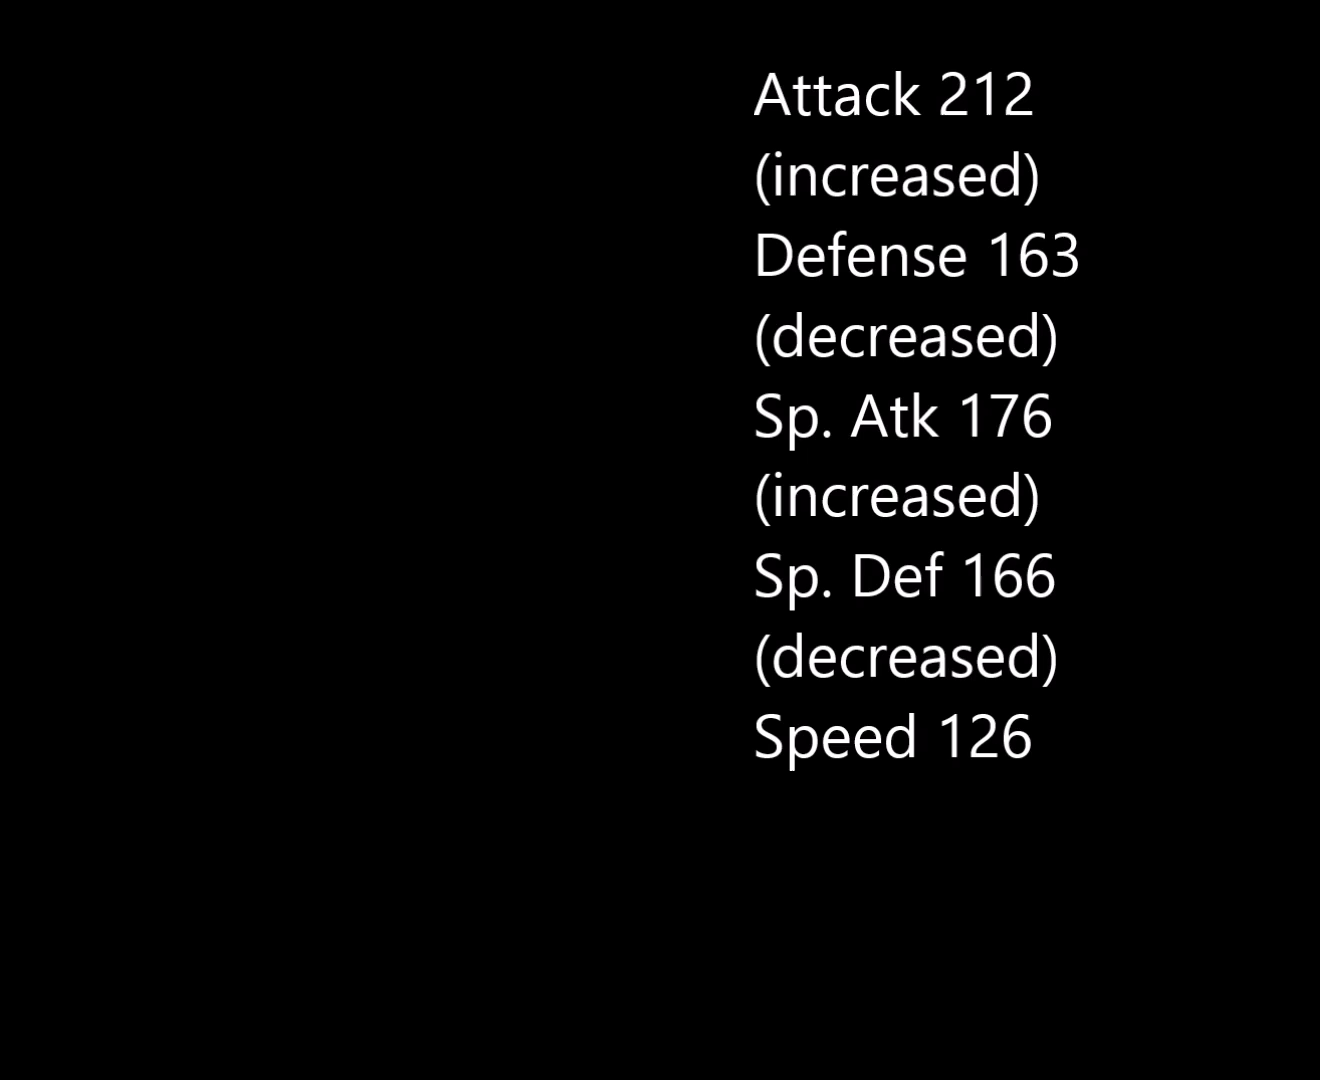 Attack 212
(increased)
Defense 163
(decreased)
Sp. Atk 176
(increased)
Sp. Def 166
(decreased)
Speed 126